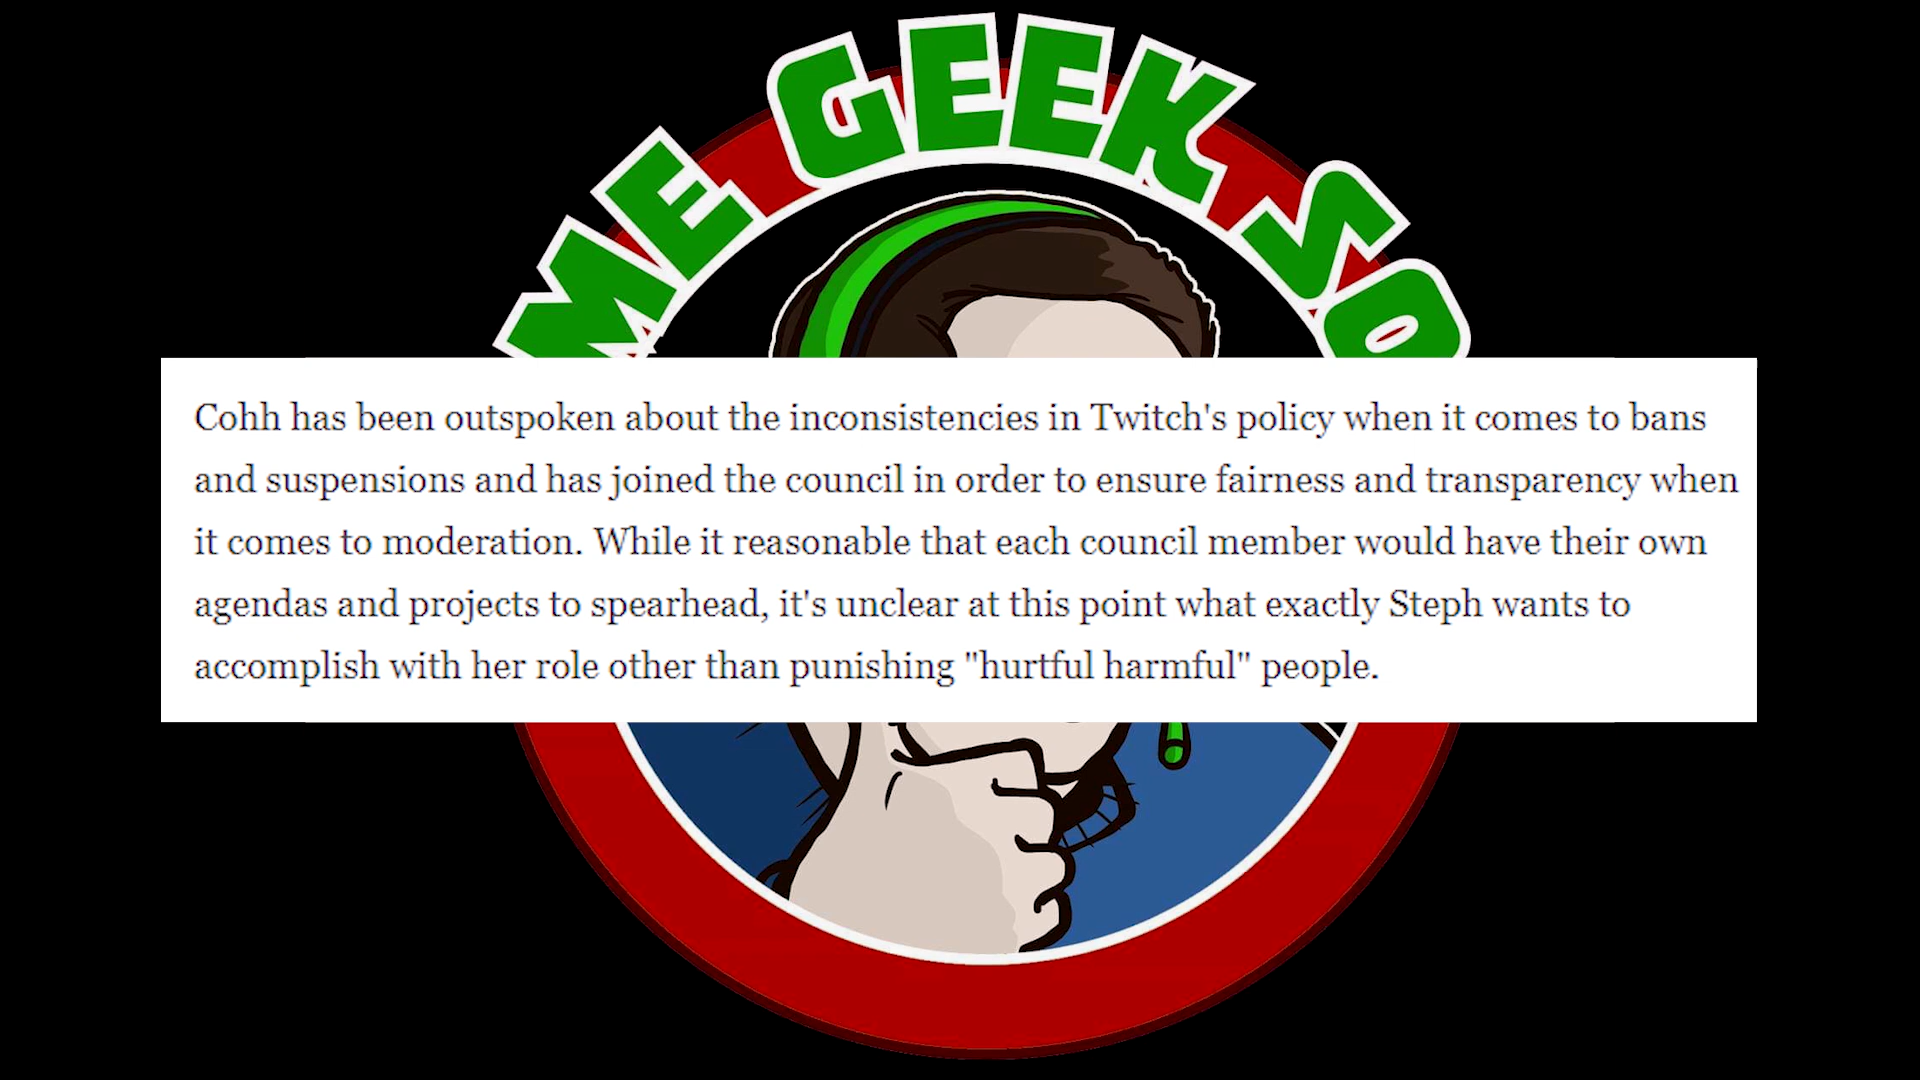 ME GEEK SO
Cohh has been outspoken about the inconsistencies in Twitch's policy when it comes to bans
and suspensions and has joined the council in order to ensure fairness and transparency when
it comes to moderation. While it reasonable that each council member would have their own
agendas and projects to spearhead, it's unclear at this point what exactly Steph wants to
accomplish with her role other than punishing "hurtful harmful" people.